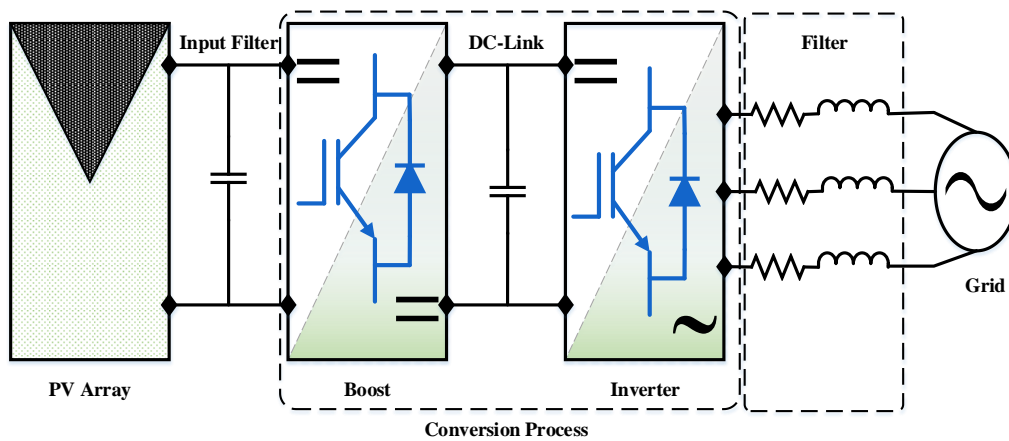 Input Filter
DC-Link
Filter
Grid
PV Array
Boost
Inverter
Conversion Process